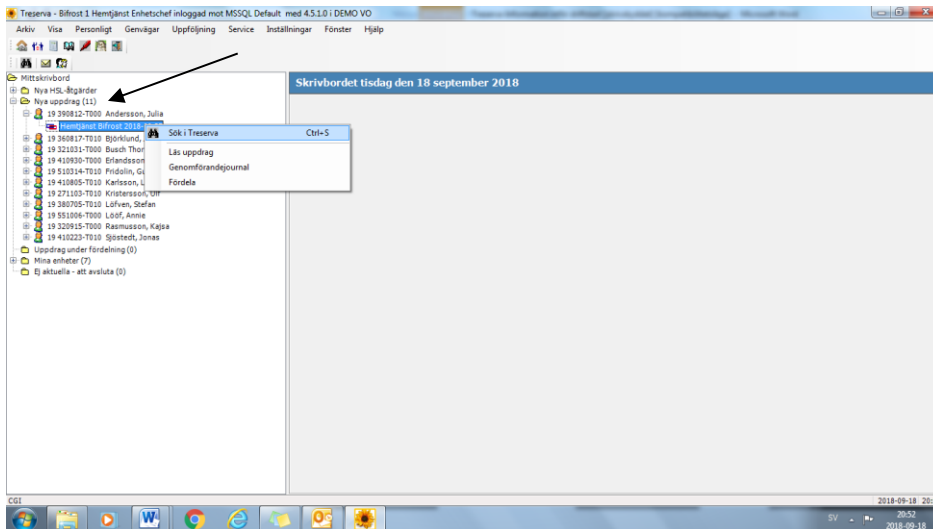 Treserva - Bifrost 1 Hemtjänst Enhetschef inloggad mot MSSQL Default med 4.5.1.0 i DEMO VO
Arkiv Visa Personligt Genvägar Uppföljning Service Inställningar Fönster Hjälp
Mitt skrivbord
Nya HSL-åtgärder
Nya uppdrag (11)
19 390812-T000 Andersson, Julia
Hemtjänst Bifrost 2018-
19 360817-T010 Björklund,
19 321031-T000 Busch Thor
19 410930-T000 Erlandsson
19 510314-T010 Fridolin, Gu
19 410805-T010 Karlsson, L
19 271103-T010 Kristersson, Ulf
19 380705-T010 Löfven, Stefan
19 551006-T000 Lööf, Annie
19 320915-T000 Rasmusson, Kajsa
19 410223-T010 Sjöstedt, Jonas
Uppdrag under fördelning (0)
Mina enheter (7)
Ej aktuella - att avsluta (0)
Sök i Treserva Ctrl+S
Läs uppdrag
Genomförandejournal
Fördela
Skrivbordet tisdag den 18 september 2018
CGI
2018-09-18 20:
SV
20:52
2018-09-18